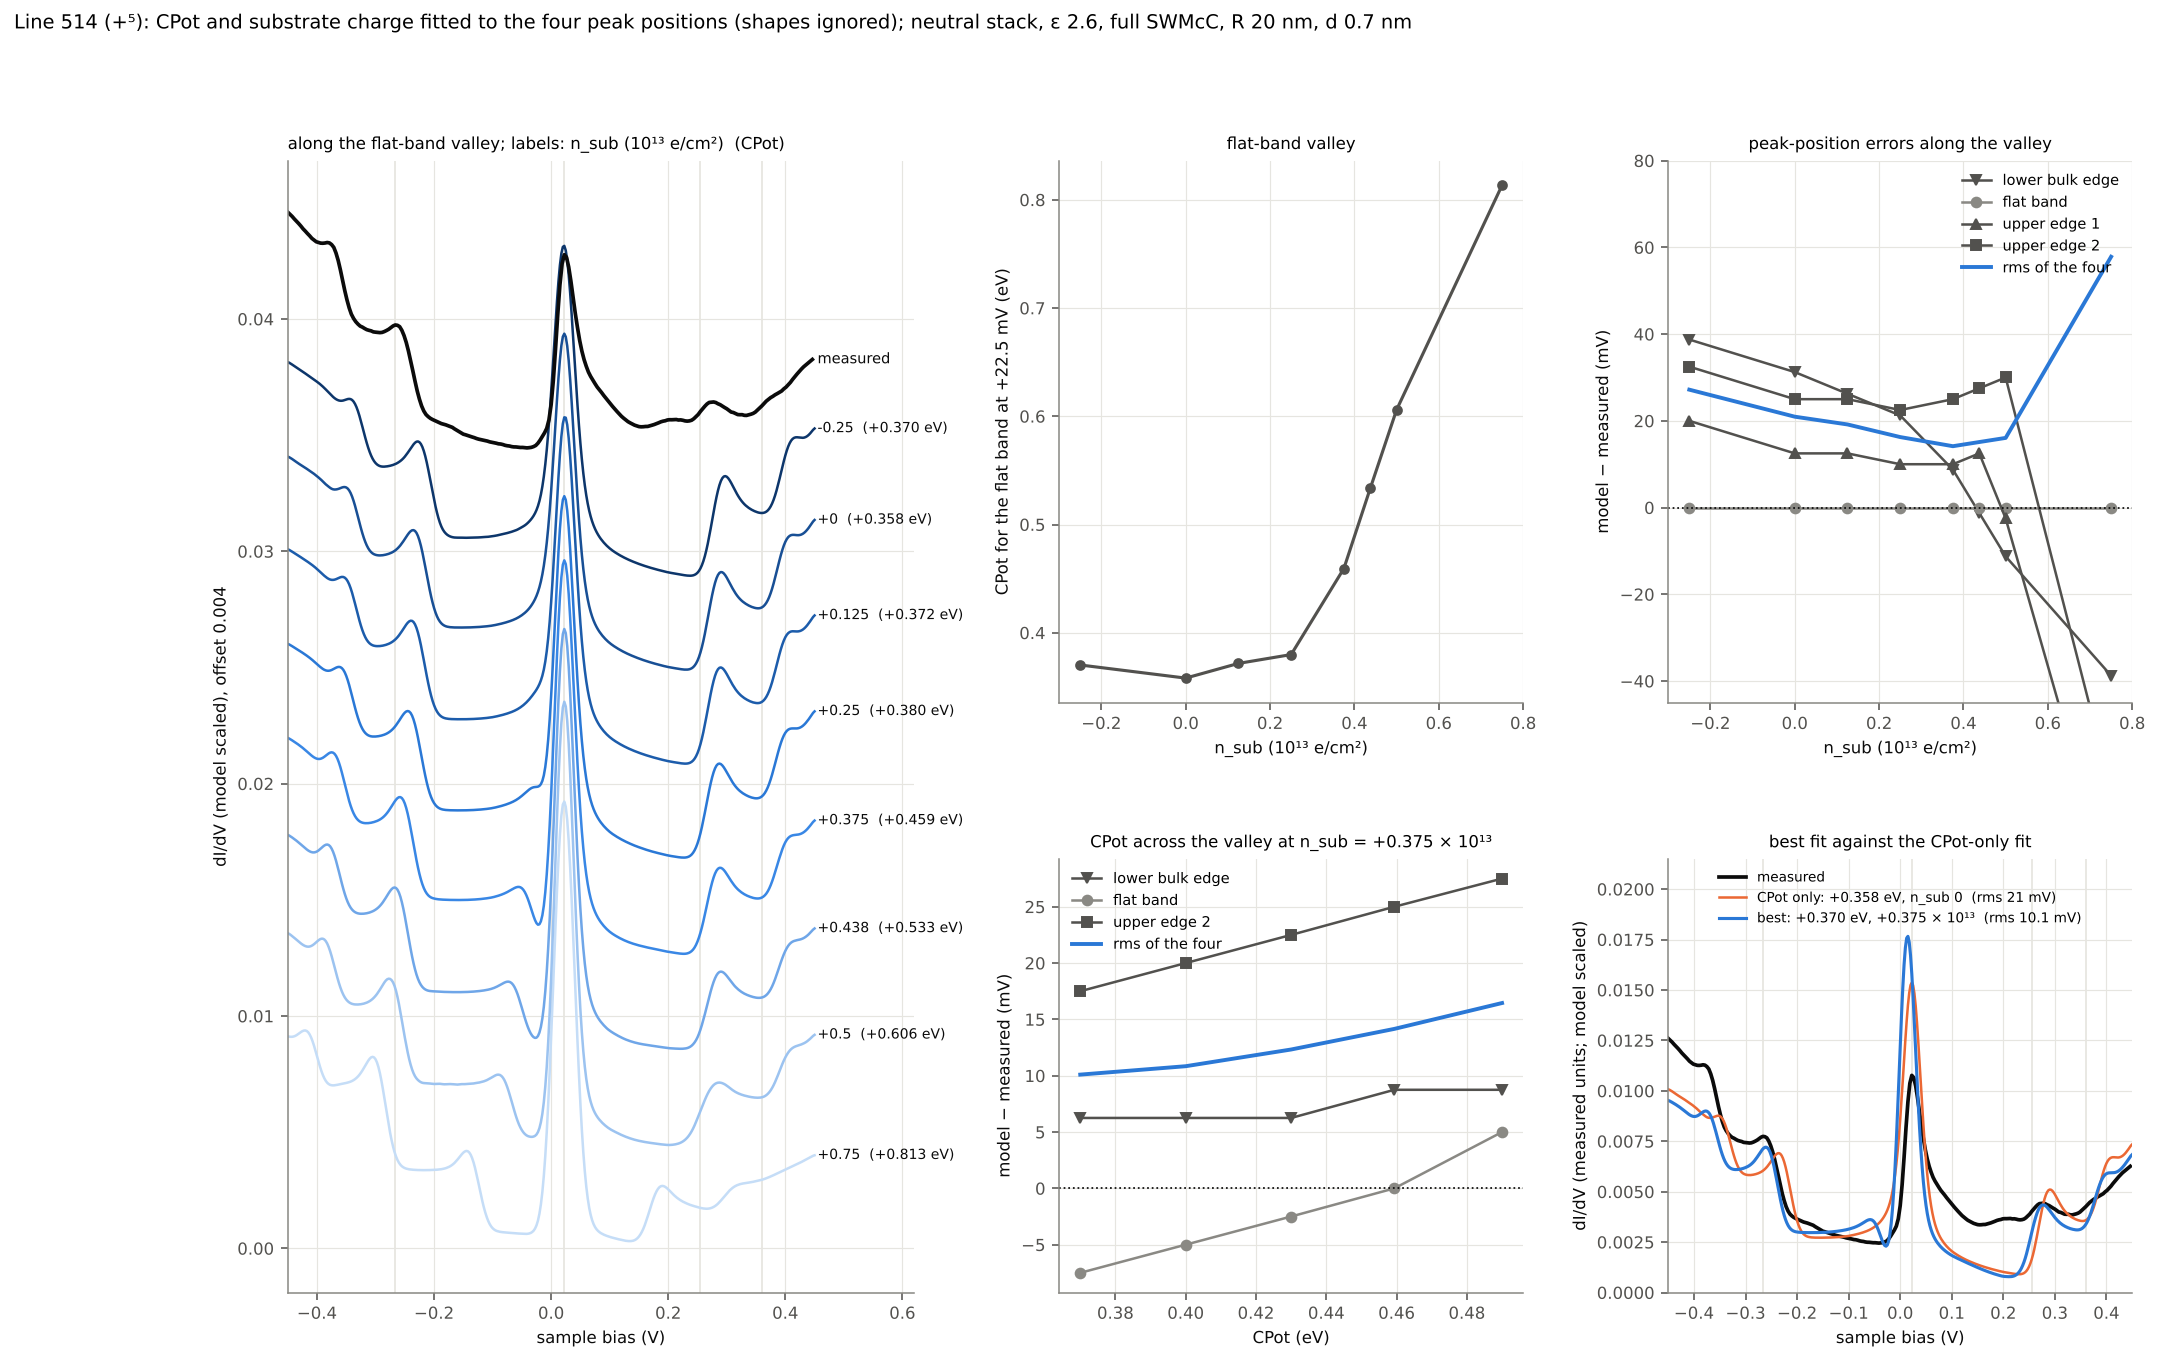 Line 514 (+⁵): CPot and substrate charge fitted to the four peak positions (shapes ignored); neutral stack, ε 2.6, full SWMcC, R 20 nm, d 0.7 nm
along the flat-band valley; labels: n_sub (10¹³ e/cm²)  (CPot)
dI/dV (model scaled), offset 0.004
0.04
0.03
0.02
0.01
0.00
measured
-0.25  (+0.370 eV)
+0  (+0.358 eV)
+0.125  (+0.372 eV)
+0.25  (+0.380 eV)
+0.375  (+0.459 eV)
+0.438  (+0.533 eV)
+0.5  (+0.606 eV)
+0.75  (+0.813 eV)
−0.4 −0.2 0.0 0.2 0.4 0.6
sample bias (V)
flat-band valley
CPot for the flat band at +22.5 mV (eV)
0.8
0.7
0.6
0.5
0.4
−0.2 0.0 0.2 0.4 0.6 0.8
n_sub (10¹³ e/cm²)
peak-position errors along the valley
model − measured (mV)
80
60
40
20
0
−20
−40
lower bulk edge
flat band
upper edge 1
upper edge 2
rms of the four
−0.2 0.0 0.2 0.4 0.6 0.8
n_sub (10¹³ e/cm²)
CPot across the valley at n_sub = +0.375 × 10¹³
model − measured (mV)
25
20
15
10
5
0
−5
lower bulk edge
flat band
upper edge 2
rms of the four
0.38 0.40 0.42 0.44 0.46 0.48
CPot (eV)
best fit against the CPot-only fit
dI/dV (measured units; model scaled)
0.0200
0.0175
0.0150
0.0125
0.0100
0.0075
0.0050
0.0025
0.0000
measured
CPot only: +0.358 eV, n_sub 0  (rms 21 mV)
best: +0.370 eV, +0.375 × 10¹³  (rms 10.1 mV)
−0.4 −0.3 −0.2 −0.1 0.0 0.1 0.2 0.3 0.4
sample bias (V)